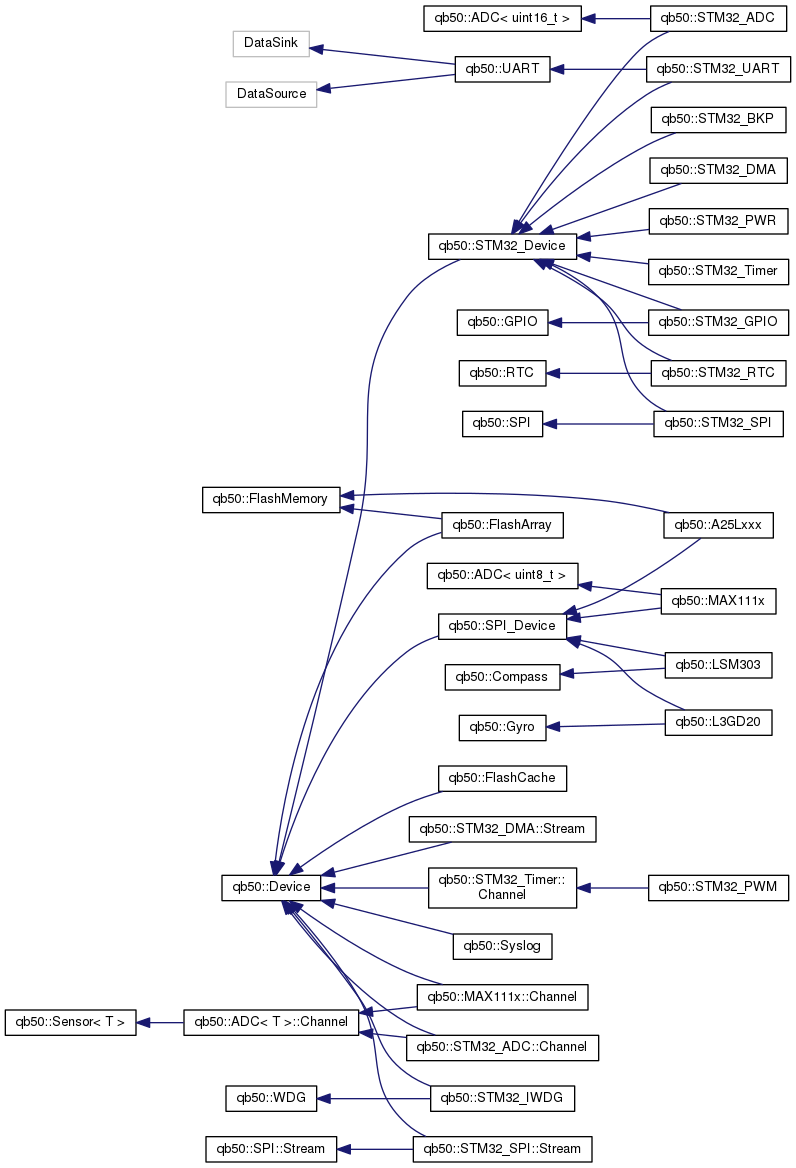 qb50::ADC< uint16_t >
qb50::STM32_ADC
DataSink
qb50::UART
qb50::STM32_UART
DataSource
qb50::STM32_BKP
qb50::STM32_DMA
qb50::STM32_PWR
qb50::STM32_Device
qb50::STM32_Timer
qb50::GPIO
qb50::STM32_GPIO
qb50::RTC
qb50::STM32_RTC
qb50::SPI
qb50::STM32_SPI
qb50::FlashMemory
qb50::FlashArray
qb50::A25Lxxx
qb50::ADC< uint8_t >
qb50::MAX111x
qb50::SPI_Device
qb50::LSM303
qb50::Compass
qb50::Gyro
qb50::L3GD20
qb50::FlashCache
qb50::STM32_DMA::Stream
qb50::Device
qb50::STM32_Timer::
Channel
qb50::STM32_PWM
qb50::Syslog
qb50::MAX111x::Channel
qb50::Sensor< T >
qb50::ADC< T >::Channel
qb50::STM32_ADC::Channel
qb50::WDG
qb50::STM32_IWDG
qb50::SPI::Stream
qb50::STM32_SPI::Stream